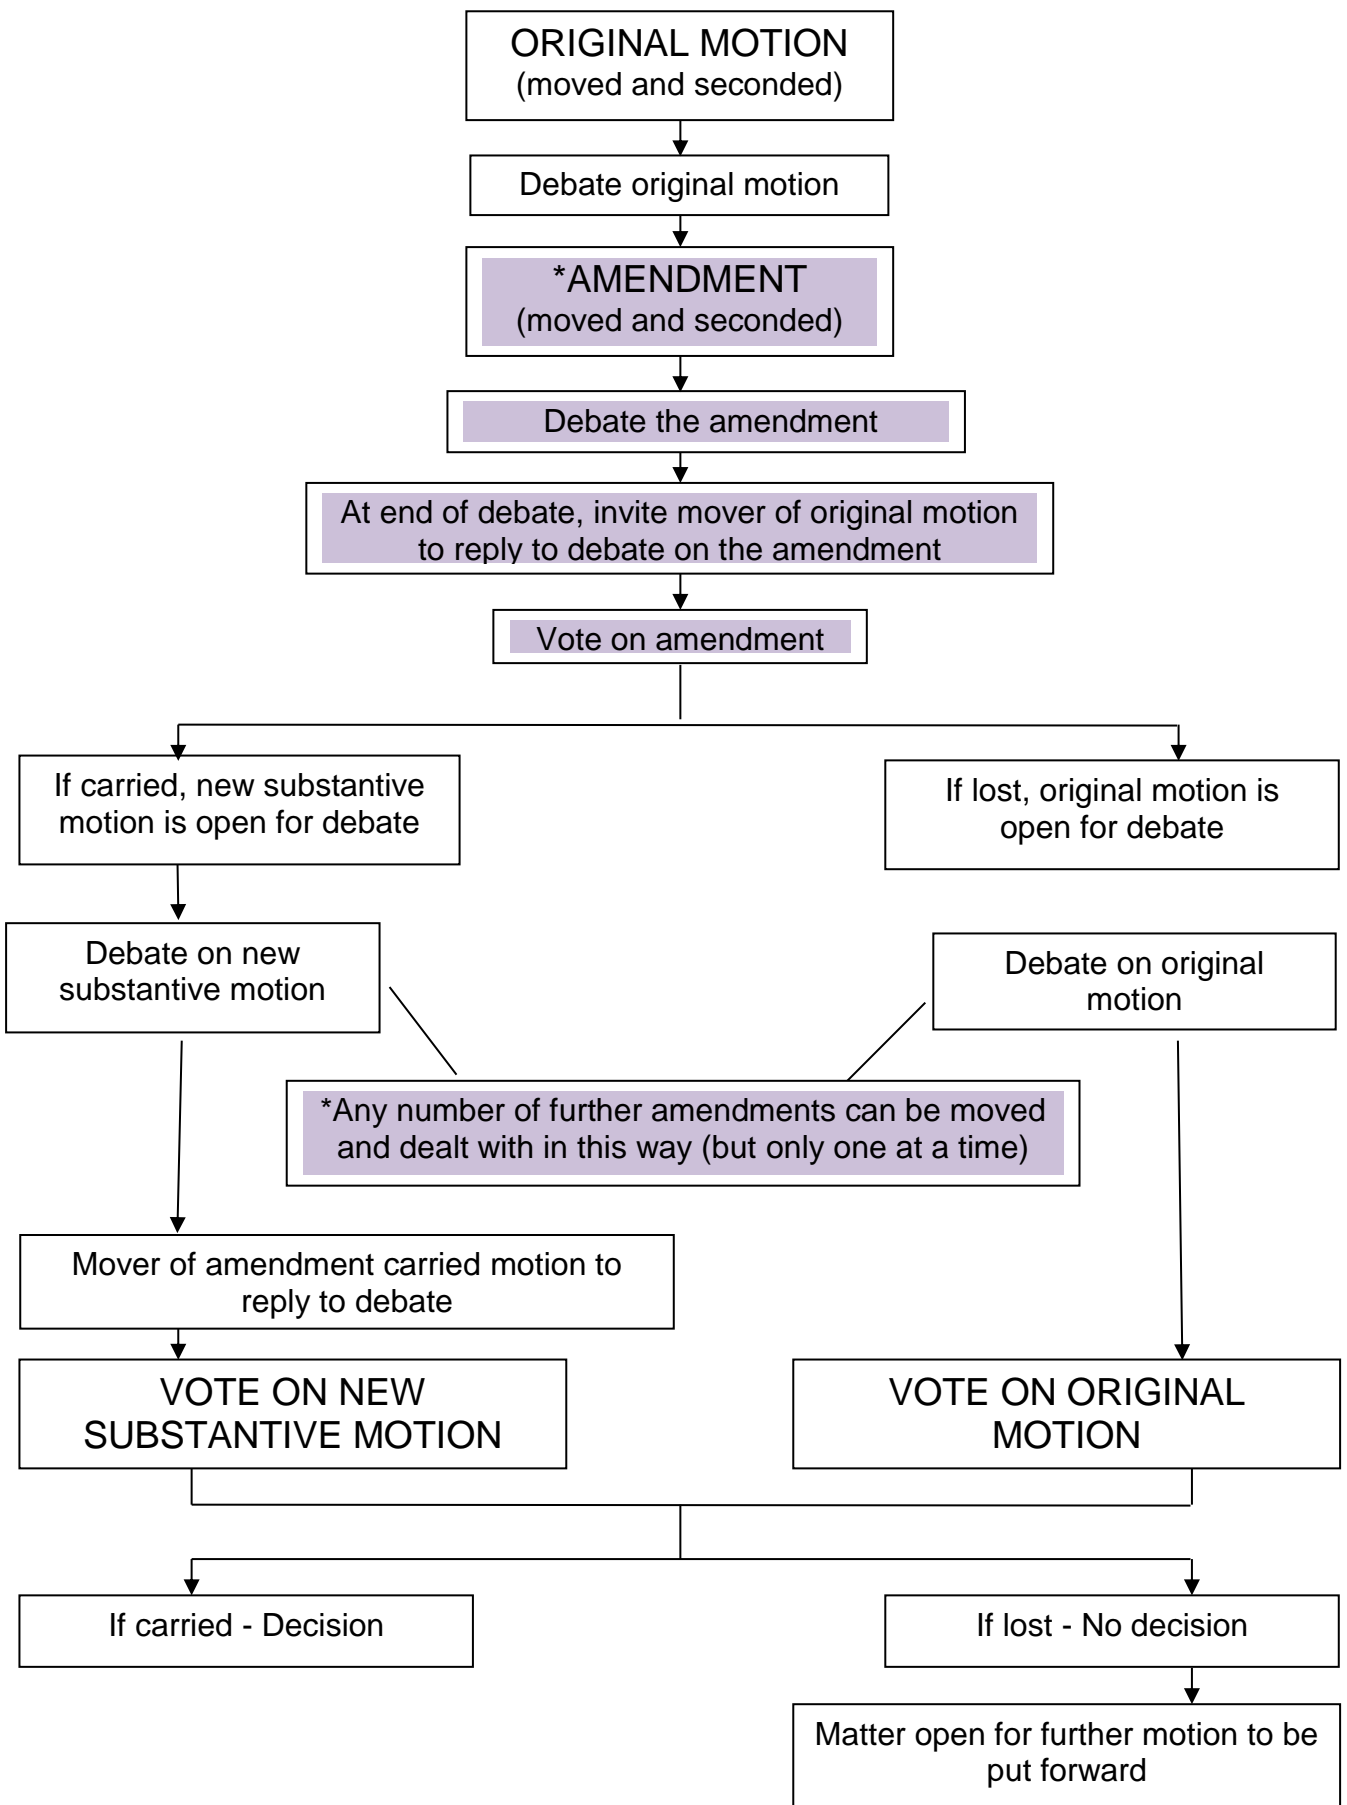 ORIGINAL MOTION
(moved and seconded)
Debate original motion
*AMENDMENT
(moved and seconded)
Debate the amendment
At end of debate, invite mover of original motion
to reply to debate on the amendment
Vote on amendment
If carried, new substantive
motion is open for debate
If lost, original motion is
open for debate
Debate on new
substantive motion
Debate on original
motion
*Any number of further amendments can be moved
and dealt with in this way (but only one at a time)
Mover of amendment carried motion to
reply to debate
VOTE ON NEW
SUBSTANTIVE MOTION
VOTE ON ORIGINAL
MOTION
If carried - Decision
If lost - No decision
Matter open for further motion to be
put forward